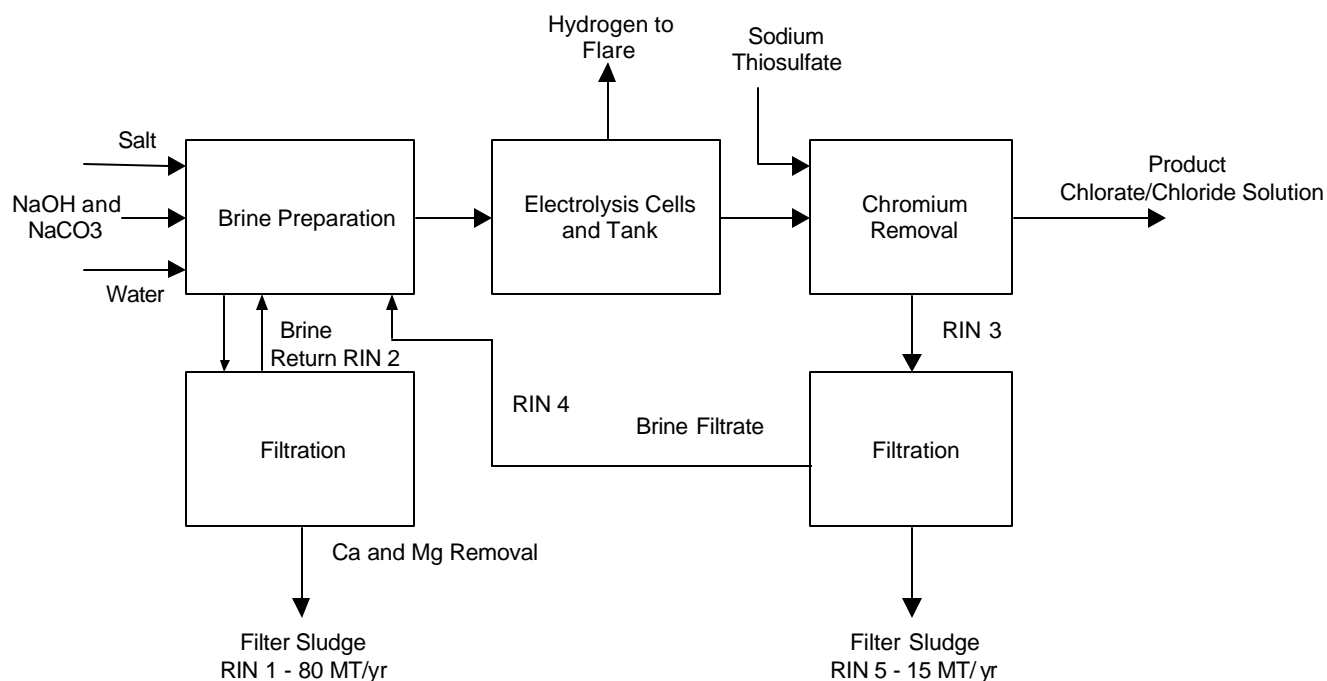 Hydrogen to
Flare
Sodium
Thiosulfate
Salt
NaOH and
NaCO3
Water
Brine Preparation
Electrolysis Cells
and Tank
Chromium
Removal
Product
Chlorate/Chloride Solution
Brine
Return RIN 2
RIN 4
Brine Filtrate
RIN 3
Filtration
Filtration
Ca and Mg Removal
Filter Sludge
RIN 1 - 80 MT/yr
Filter Sludge
RIN 5 - 15 MT/ yr